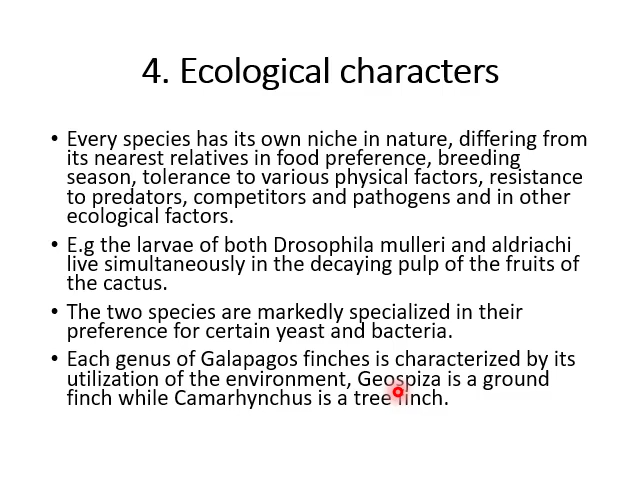 4. Ecological characters
• Every species has its own niche in nature, differing from
its nearest relatives in food preference, breeding
season, tolerance to various physical factors, resistance
to predators, competitors and pathogens and in other
ecological factors.
• E.g the larvae of both Drosophila mulleri and aldriachi
live simultaneously in the decaying pulp of the fruits of
the cactus.
• The two species are markedly specialized in their
preference for certain yeast and bacteria.
• Each genus of Galapagos finches is characterized by its
utilization of the environment, Geospiza is a ground
finch while Camarhynchus is a tree finch.